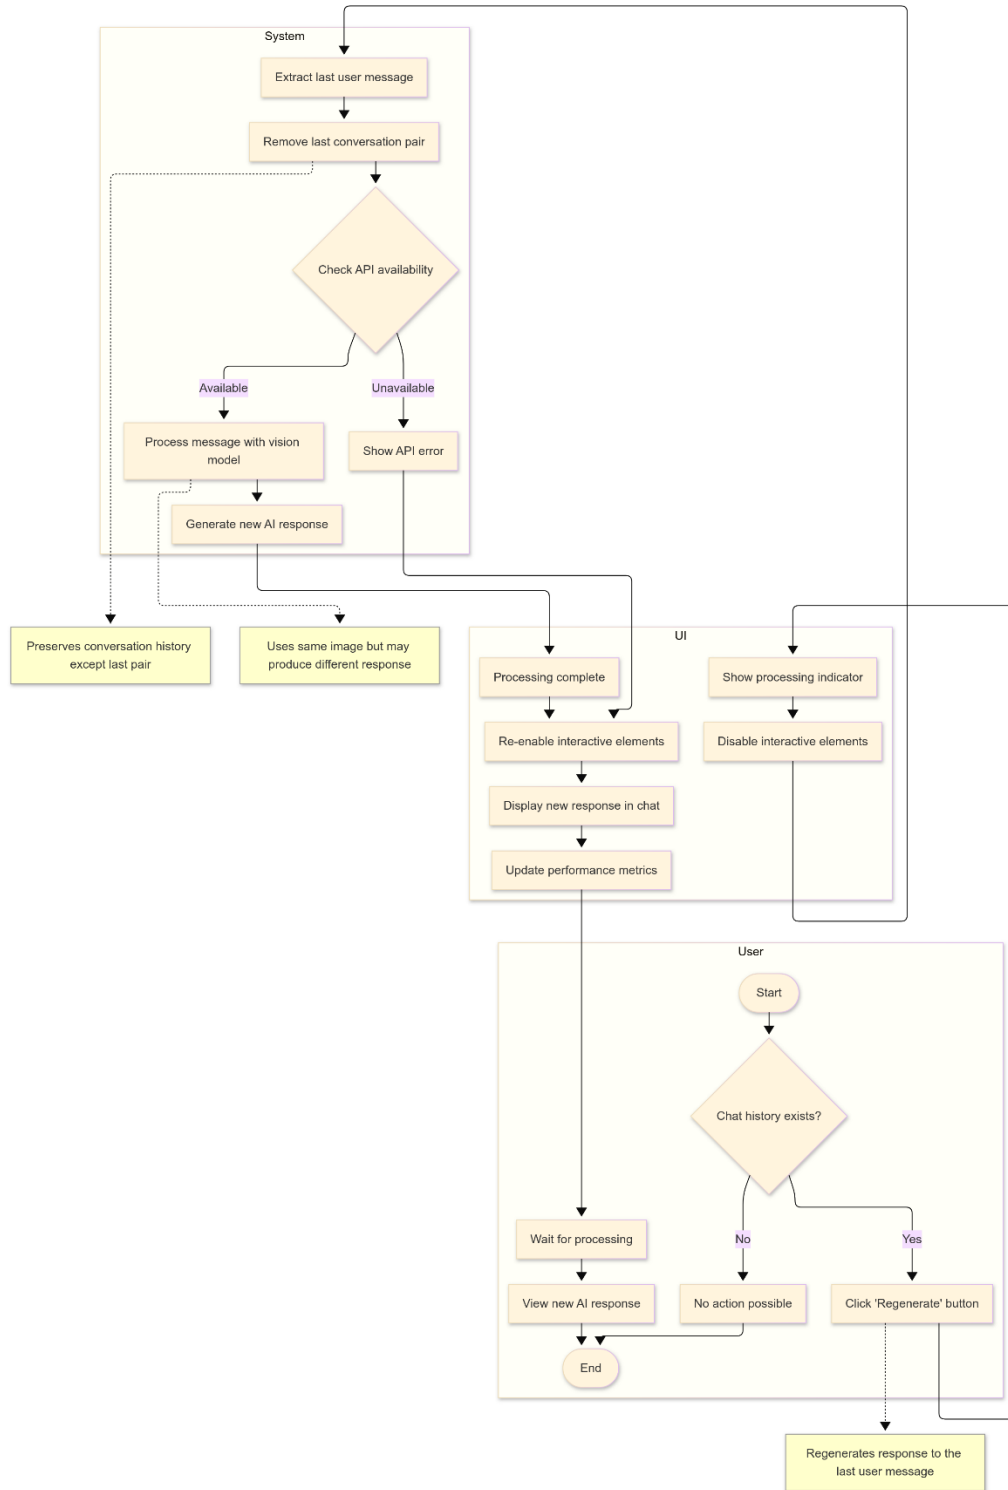 System
Extract last user message
Remove last conversation pair
Check API availability
Available
Unavailable
Process message with vision
model
Show API error
Generate new AI response
Preserves conversation history
except last pair
Uses same image but may
produce different response
UI
Processing complete
Show processing indicator
Re-enable interactive elements
Disable interactive elements
Display new response in chat
Update performance metrics
User
Start
Chat history exists?
Wait for processing
No
Yes
View new AI response
No action possible
Click 'Regenerate' button
End
Regenerates response to the
last user message